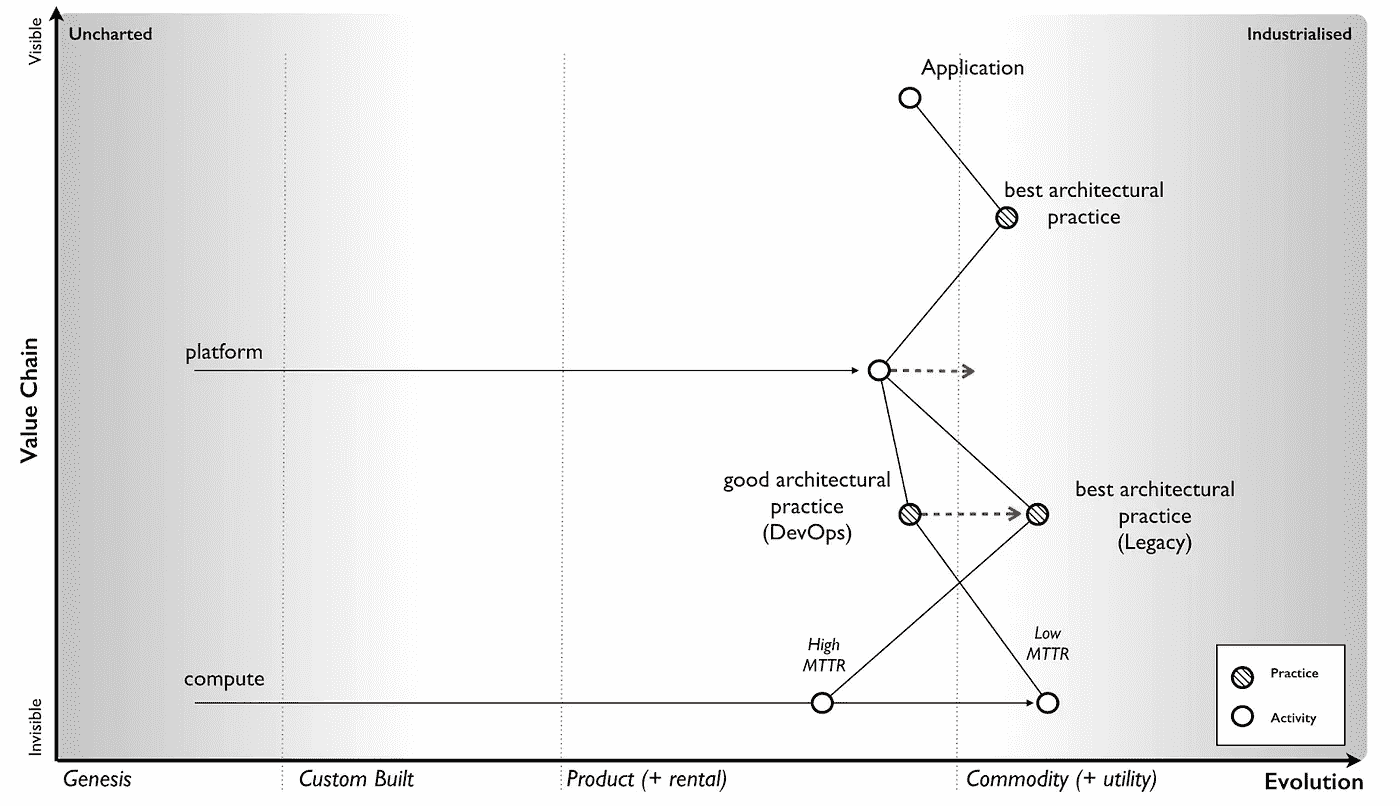 Visible
Uncharted
Industrialised
Application
best architectural
practice
platform
Value Chain
good architectural
practice
(DevOps)
best architectural
practice
(Legacy)
High
MTTR
Low
MTTR
compute
Practice
Activity
Invisible
Genesis
Custom Built
Product (+ rental)
Commodity (+ utility)
Evolution